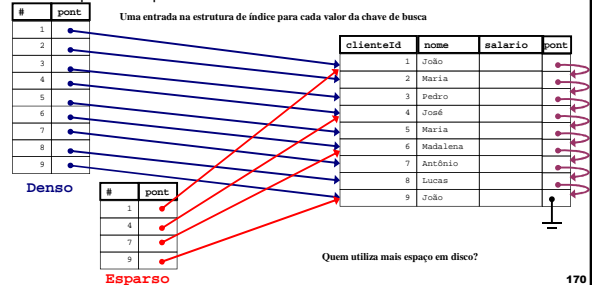 Uma entrada na estrutura de índice para cada valor da chave de busca
# pont
1
2
3
4
5
6
7
8
9
Denso
clienteId nome salario pont
1 João
2 Maria
3 Pedro
4 José
5 Maria
6 Madalena
7 Antônio
8 Lucas
9 João
# pont
1
4
7
9
Esparso
Quem utiliza mais espaço em disco?
170